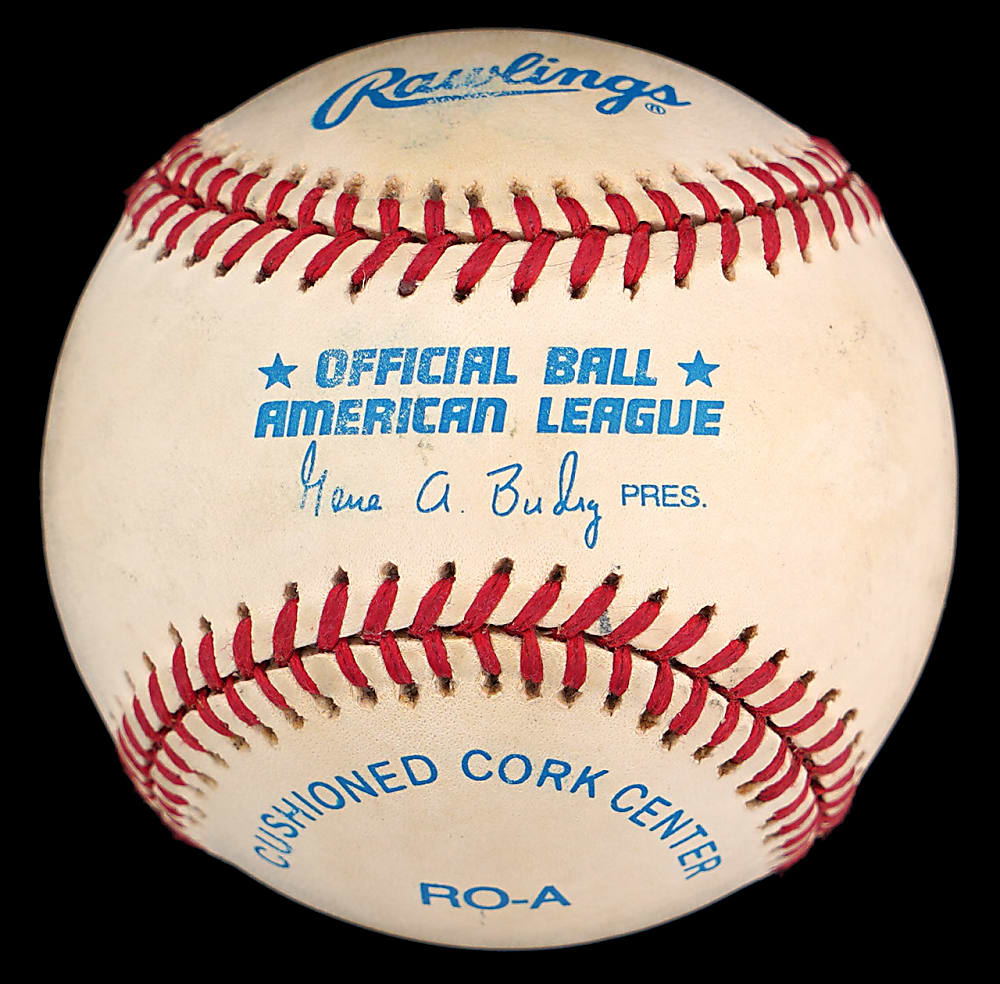 Rawlings®
★ OFFICIAL BALL ★
AMERICAN LEAGUE
Gene A. Budig PRES.
CUSHIONED CORK CENTER
RO-A